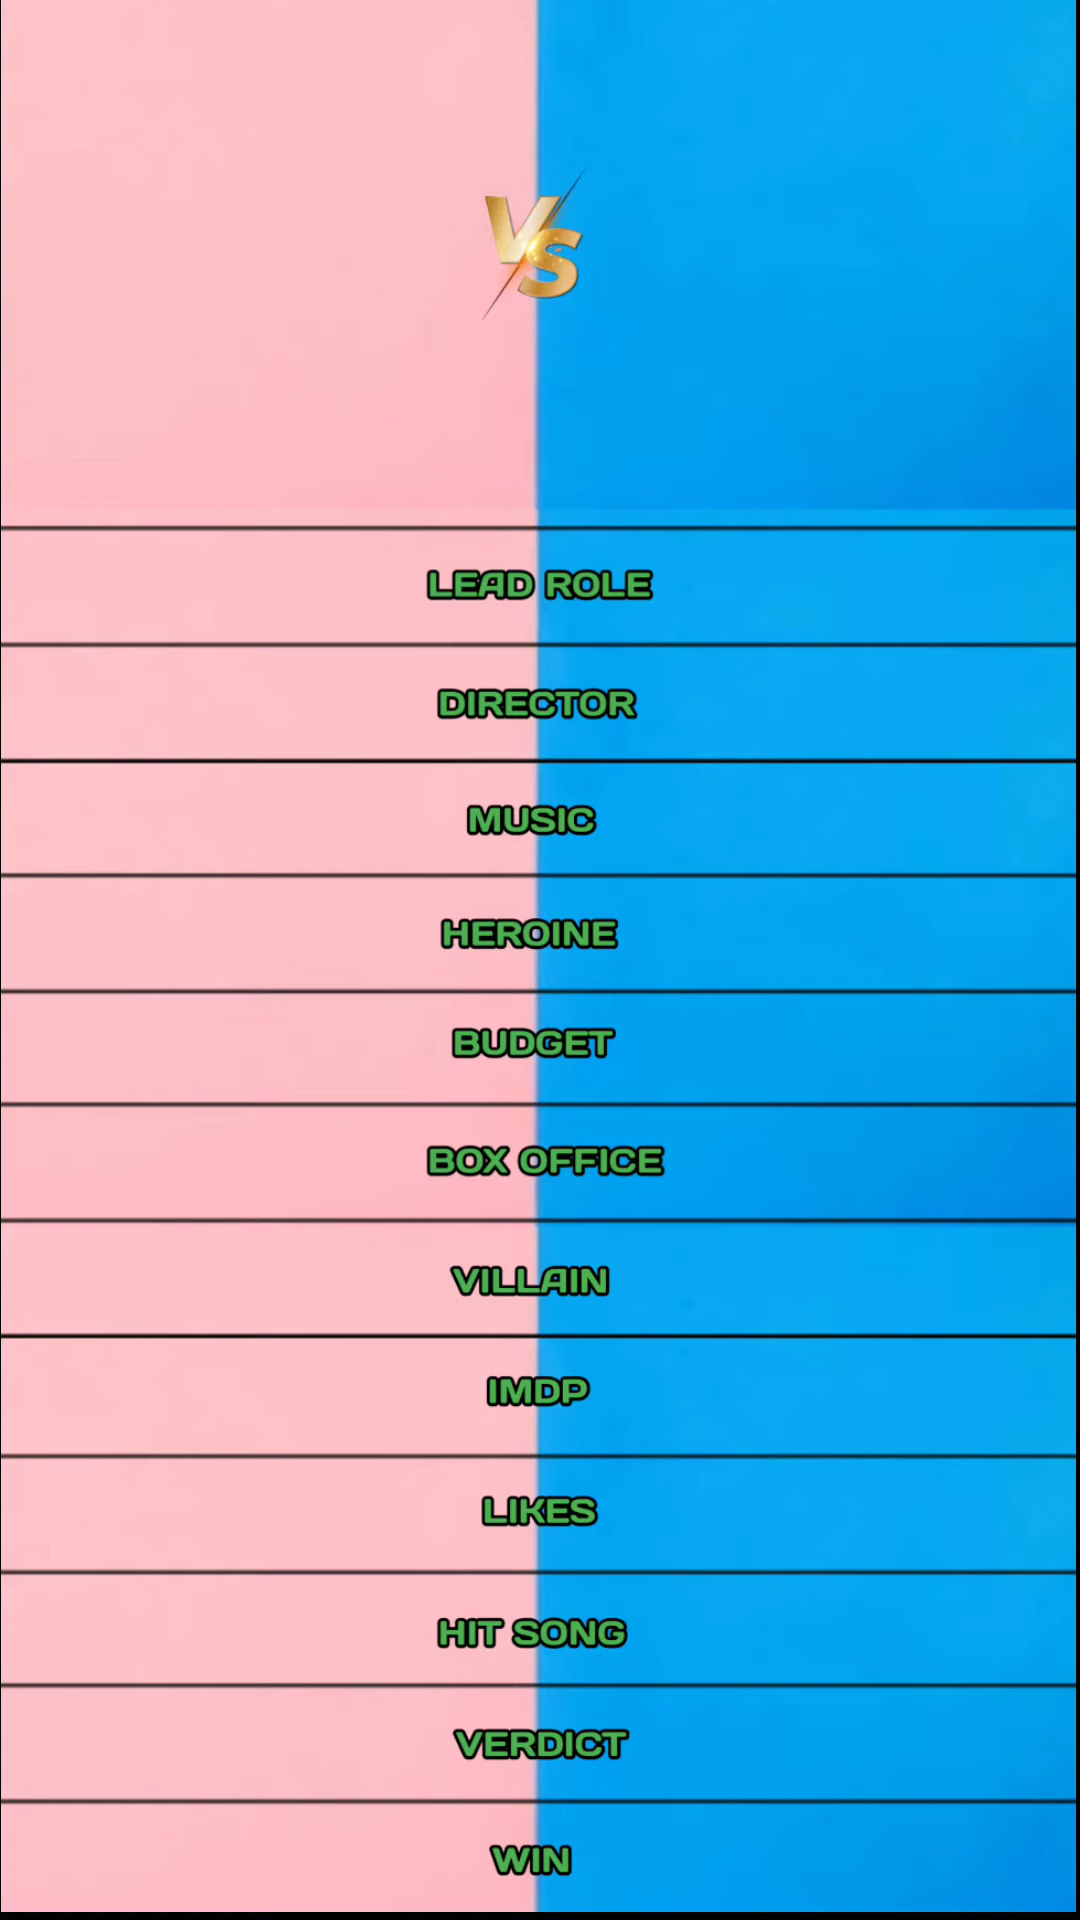 VS
LEAD ROLE
DIRECTOR
MUSIC
HEROINE
BUDGET
BOX OFFICE
VILLAIN
IMDP
LIKES
HIT SONG
VERDICT
WIN